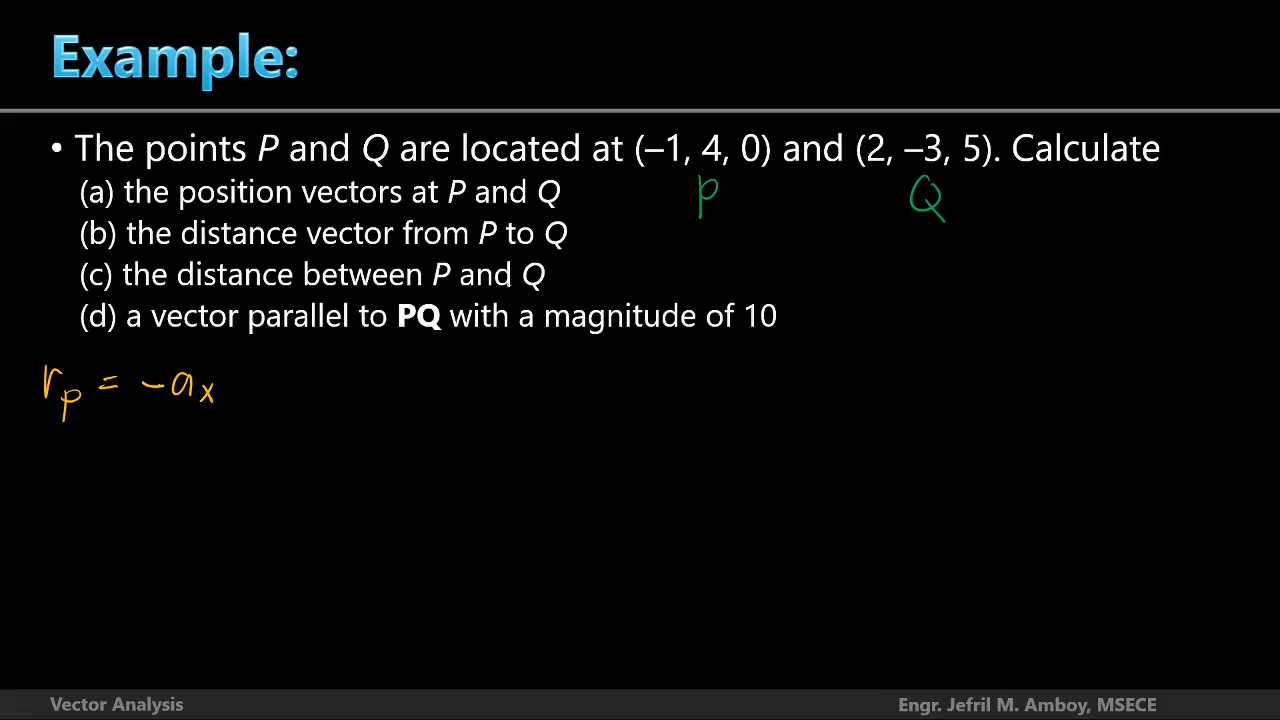 Example:
• The points P and Q are located at (–1, 4, 0) and (2, –3, 5). Calculate
(a) the position vectors at P and Q
P Q
(b) the distance vector from P to Q
(c) the distance between P and Q
(d) a vector parallel to PQ with a magnitude of 10
rp = -ax
Vector Analysis
Engr. Jefril M. Amboy, MSECE